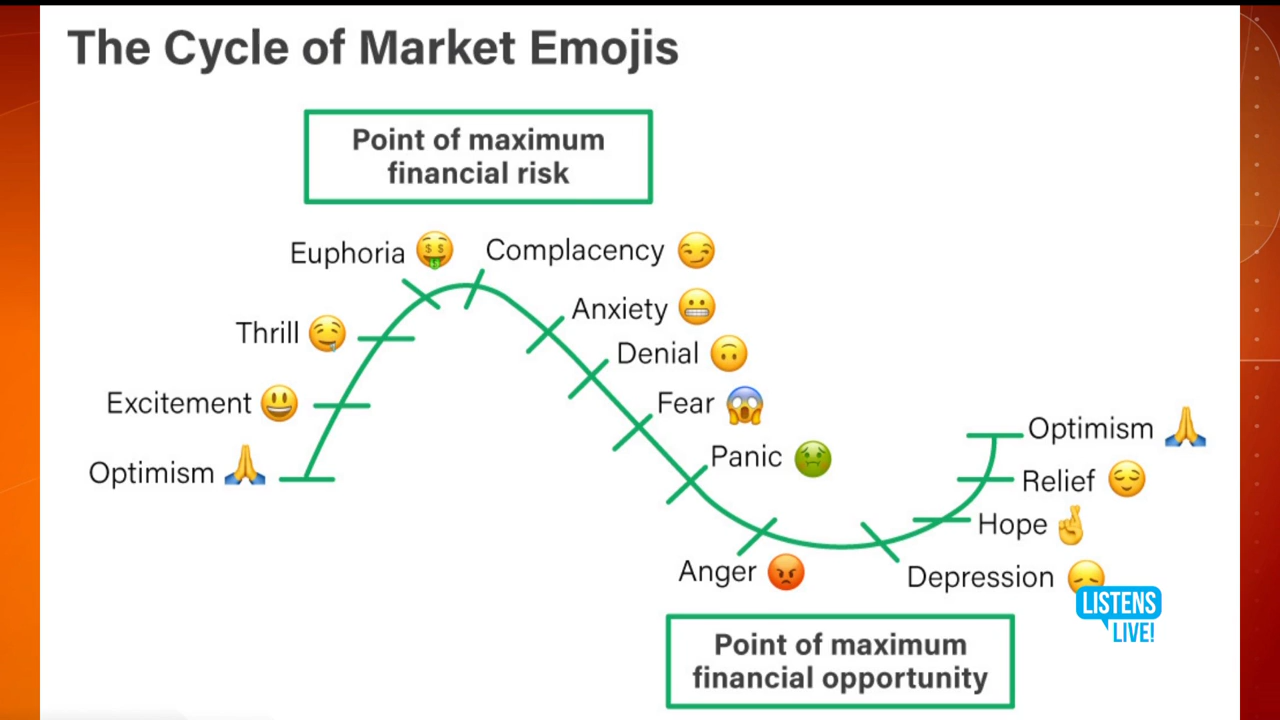 The Cycle of Market Emojis
Point of maximum
financial risk
Euphoria
Complacency
Thrill
Anxiety
Denial
Excitement
Fear
Optimism
Panic
Optimism
Relief
Hope
Anger
Depression
LISTENS
LIVE!
Point of maximum
financial opportunity